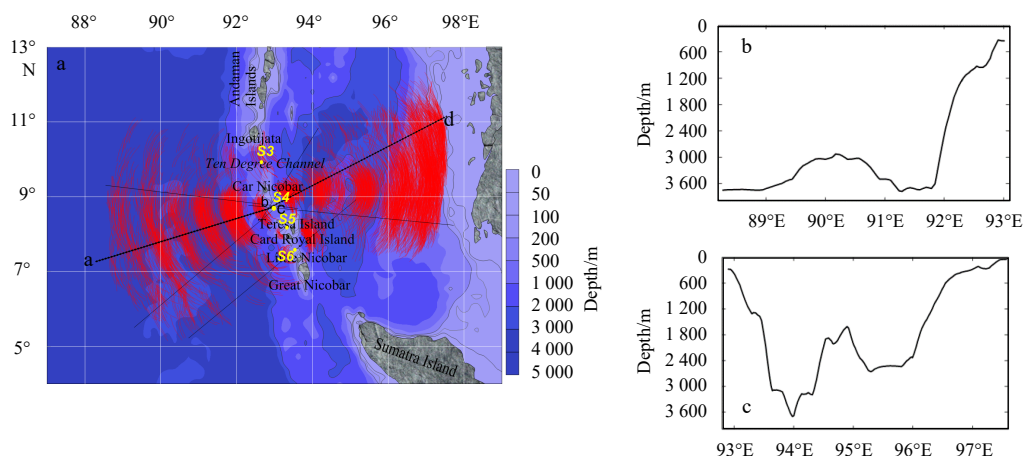 88° 90° 92° 94° 96° 98°E
13°
N
11°
9°
7°
5°
a
Andaman
Islands
Ingoitijata
S3
Ten Degree Channel
Car Nicobar
S4
b
c
d
a
S5
Island
Card Royal Island
S6
Nicobar
Great Nicobar
Sumatra Island
0
50
100
200
500
1 000
2 000
3 000
4 000
5 000
Depth/m
b
0
600
1 200
1 800
2 400
3 000
3 600
Depth/m
89°E 90°E 91°E 92°E 93°E
c
0
600
1 200
1 800
2 400
3 000
3 600
Depth/m
93°E 94°E 95°E 96°E 97°E